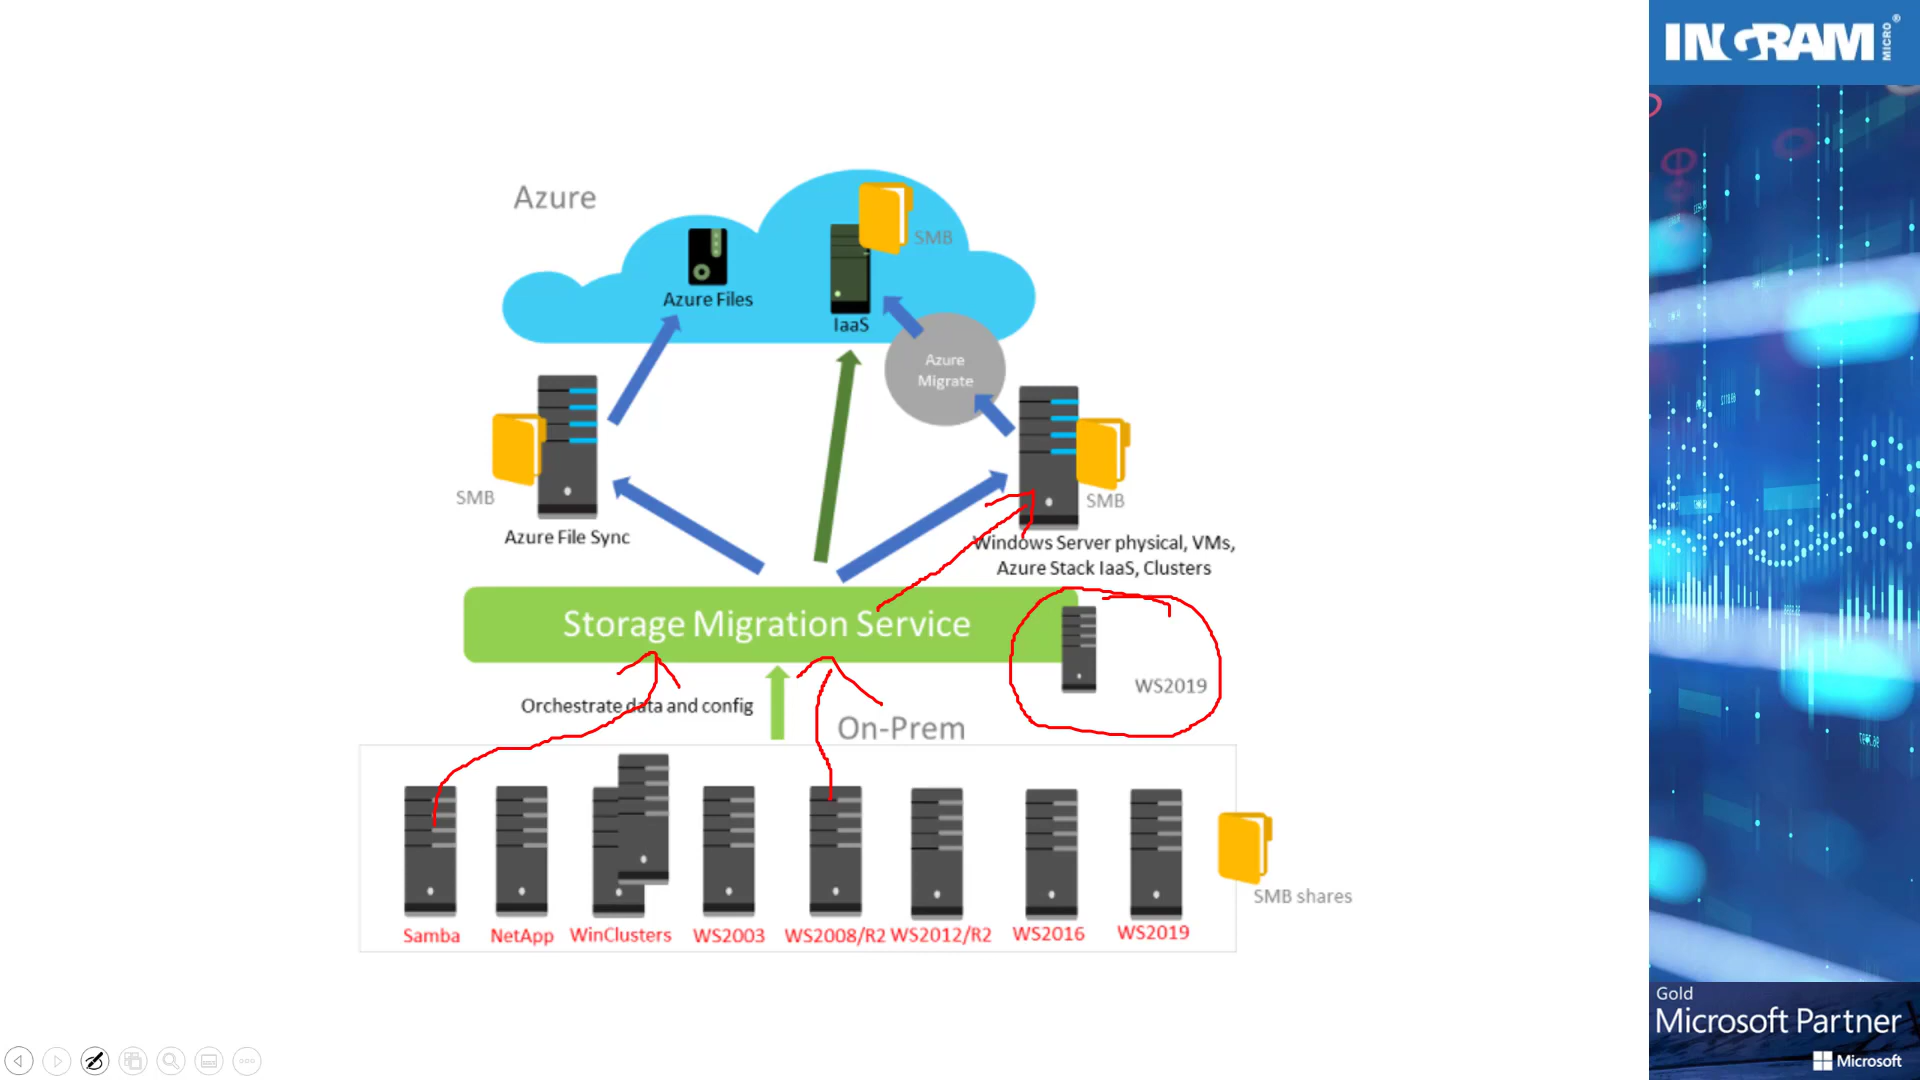 INGRAM
MICRO
®
Azure
SMB
Azure Files
IaaS
Azure
Migrate
SMB
SMB
Azure File Sync
Windows Server physical, VMs,
Azure Stack IaaS, Clusters
Storage Migration Service
WS2019
Orchestrate data and config
On-Prem
SMB shares
Samba
NetApp
WinClusters
WS2003
WS2008/R2
WS2012/R2
WS2016
WS2019
Gold
Microsoft Partner
Microsoft